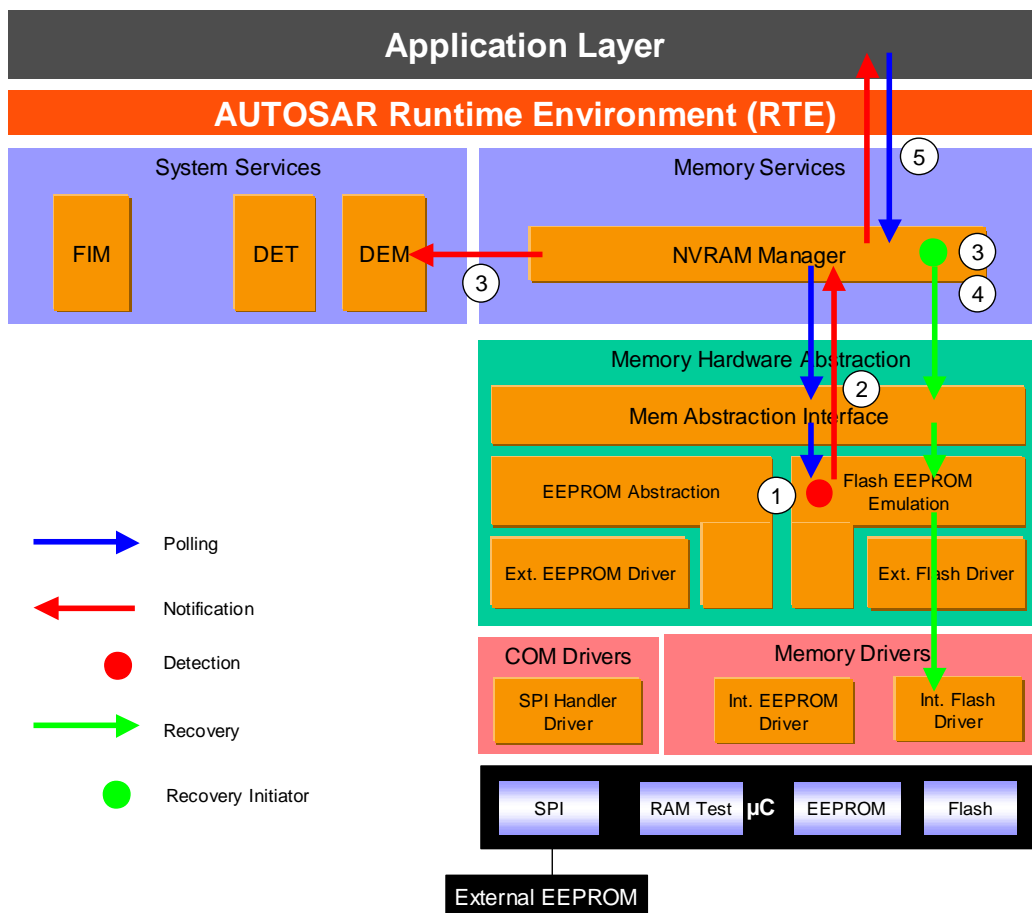 Application Layer
AUTOSAR Runtime Environment (RTE)
System Services
Memory Services
5
FIM
DET
DEM
NVRAM Manager
3
3
4
Memory Hardware Abstraction
2
Mem Abstraction Interface
EEPROM Abstraction
1
Flash EEPROM
Emulation
Ext. EEPROM Driver
Ext. Flash Driver
Polling
Notification
Detection
Recovery
Recovery Initiator
COM Drivers
Memory Drivers
SPI Handler
Driver
Int. EEPROM
Driver
Int. Flash
Driver
SPI
RAM Test
µC
EEPROM
Flash
External EEPROM